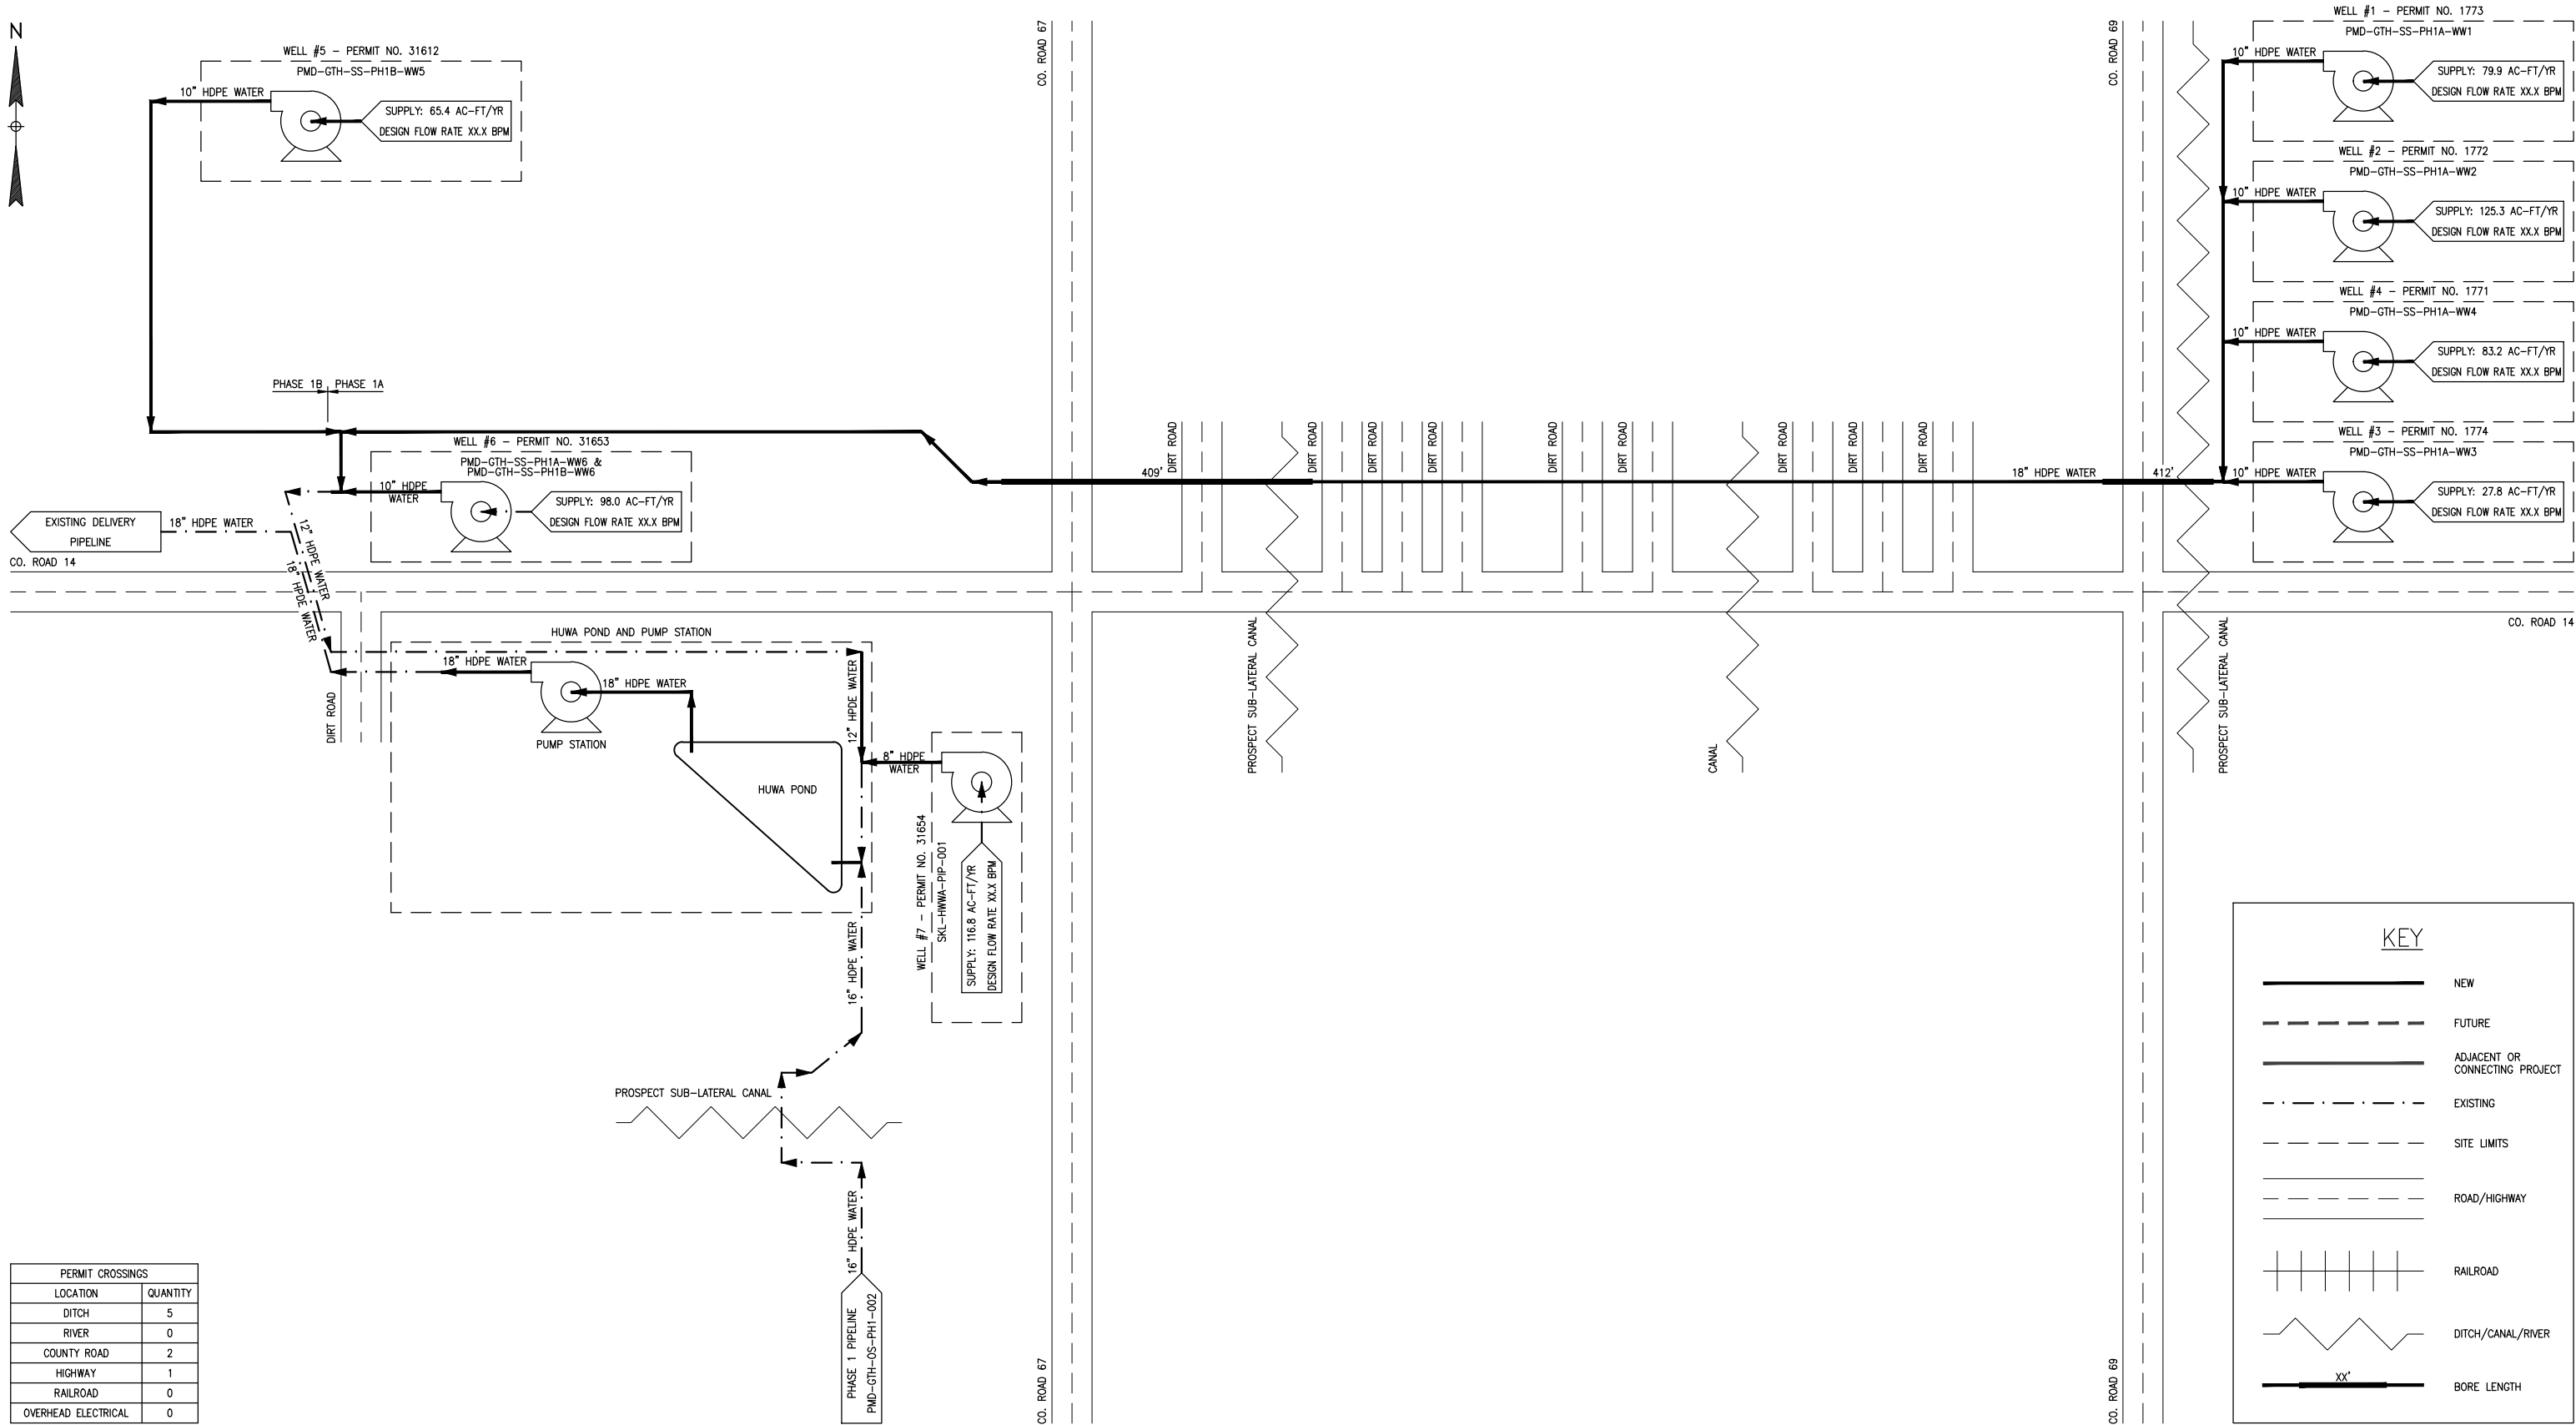 N
WELL #5 - PERMIT NO. 31612
PMD-GTH-SS-PH1B-WW5
10" HDPE WATER
SUPPLY: 65.4 AC-FT/YR
DESIGN FLOW RATE XX.X BPM
CO. ROAD 67
CO. ROAD 69
WELL #1 - PERMIT NO. 1773
PMD-GTH-SS-PH1A-WW1
10" HDPE WATER
SUPPLY: 79.9 AC-FT/YR
DESIGN FLOW RATE XX.X BPM
WELL #2 - PERMIT NO. 1772
PMD-GTH-SS-PH1A-WW2
10" HDPE WATER
SUPPLY: 125.3 AC-FT/YR
DESIGN FLOW RATE XX.X BPM
WELL #4 - PERMIT NO. 1771
PMD-GTH-SS-PH1A-WW4
10" HDPE WATER
SUPPLY: 83.2 AC-FT/YR
DESIGN FLOW RATE XX.X BPM
WELL #3 - PERMIT NO. 1774
PMD-GTH-SS-PH1A-WW3
10" HDPE WATER
SUPPLY: 27.8 AC-FT/YR
DESIGN FLOW RATE XX.X BPM
PHASE 1B
PHASE 1A
WELL #6 - PERMIT NO. 31653
PMD-GTH-SS-PH1A-WW6 &
PMD-GTH-SS-PH1B-WW6
10" HDPE
WATER
SUPPLY: 98.0 AC-FT/YR
DESIGN FLOW RATE XX.X BPM
409'
DIRT ROAD
DIRT ROAD
DIRT ROAD
DIRT ROAD
DIRT ROAD
DIRT ROAD
DIRT ROAD
DIRT ROAD
DIRT ROAD
18" HDPE WATER
412'
EXISTING DELIVERY
PIPELINE
18" HDPE WATER
12" HDPE WATER
18" HPDE WATER
CO. ROAD 14
CO. ROAD 14
HUWA POND AND PUMP STATION
18" HDPE WATER
18" HDPE WATER
PUMP STATION
DIRT ROAD
12" HPDE WATER
8" HDPE
WATER
HUWA POND
WELL #7 - PERMIT NO. 31654
SKL-HWWA-PIP-001
SUPPLY: 116.8 AC-FT/YR
DESIGN FLOW RATE XX.X BPM
PROSPECT SUB-LATERAL CANAL
CANAL
PROSPECT SUB-LATERAL CANAL
16" HDPE WATER
PROSPECT SUB-LATERAL CANAL
16" HDPE WATER
PHASE 1 PIPELINE
PMD-GTH-OS-PH1-002
CO. ROAD 67
CO. ROAD 69
PERMIT CROSSINGS
LOCATION QUANTITY
DITCH 5
RIVER 0
COUNTY ROAD 2
HIGHWAY 1
RAILROAD 0
OVERHEAD ELECTRICAL 0
KEY
NEW
FUTURE
ADJACENT OR
CONNECTING PROJECT
EXISTING
SITE LIMITS
ROAD/HIGHWAY
RAILROAD
DITCH/CANAL/RIVER
XX'
BORE LENGTH